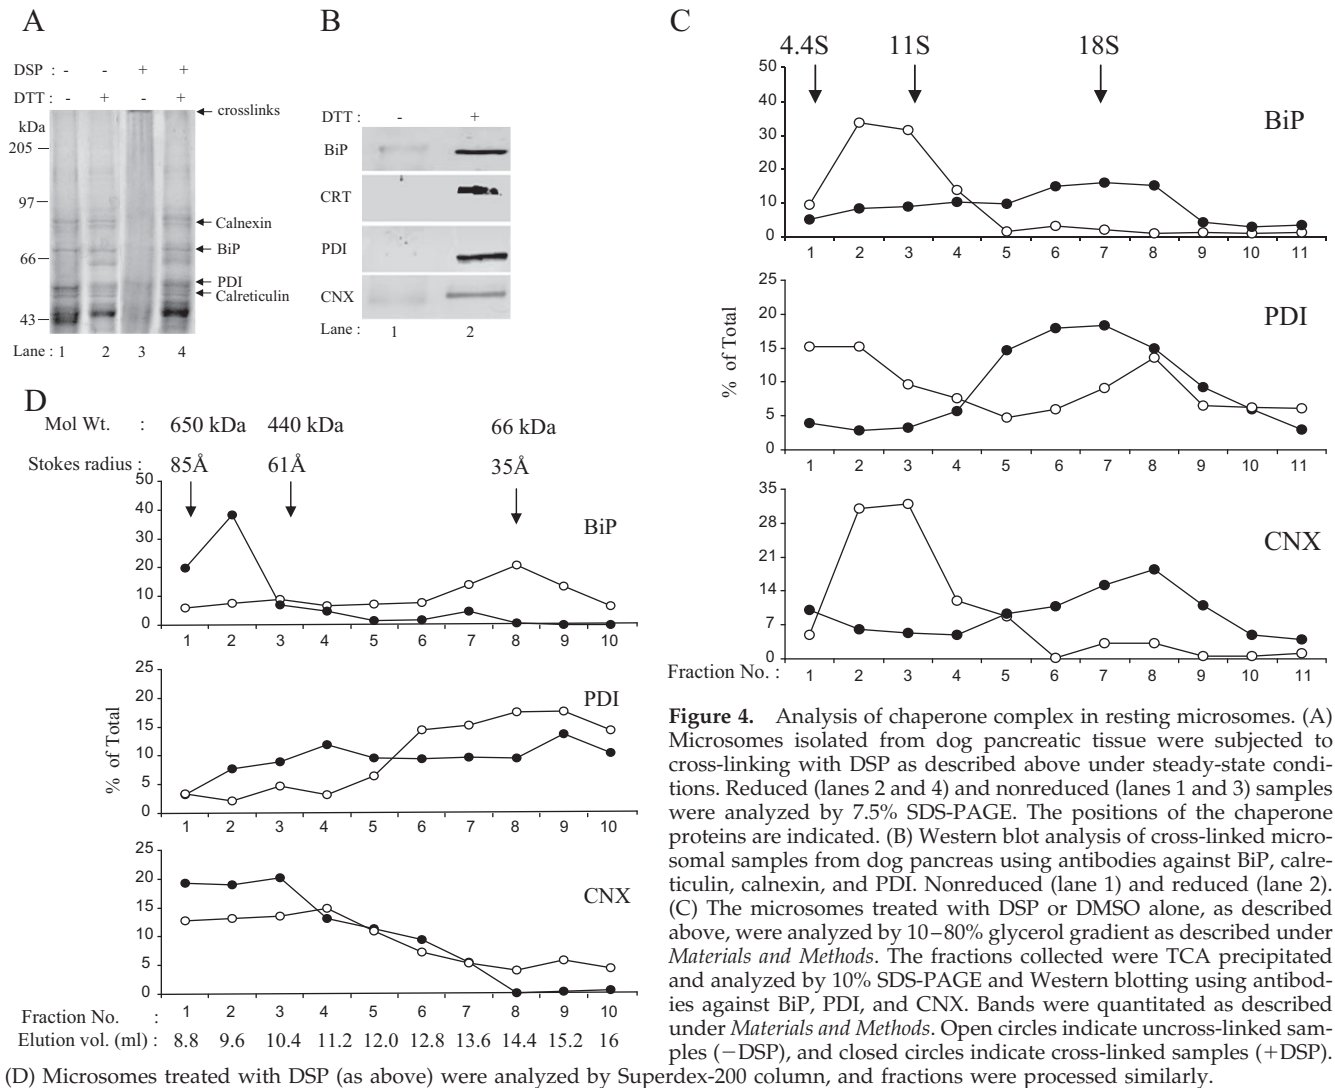 A
DSP : - - + +
DTT : - + - +
kDa
205
97
66
43
crosslinks
Calnexin
BiP
PDI
Calreticulin
Lane : 1 2 3 4
B
DTT : - +
BiP
CRT
PDI
CNX
Lane : 1 2
C
4.4S 11S 18S
50
40
30
20
10
0
BiP
1 2 3 4 5 6 7 8 9 10 11
25
20
15
10
5
0
PDI
% of Total
1 2 3 4 5 6 7 8 9 10 11
35
28
21
14
7
0
CNX
Fraction No. : 1 2 3 4 5 6 7 8 9 10 11
D
Mol Wt. : 650 kDa 440 kDa 66 kDa
Stokes radius : 85Å 61Å 35Å
50
40
30
20
10
0
BiP
1 2 3 4 5 6 7 8 9 10
25
20
15
10
5
0
PDI
% of Total
1 2 3 4 5 6 7 8 9 10
25
20
15
10
5
0
CNX
Fraction No. : 1 2 3 4 5 6 7 8 9 10
Elution vol. (ml) : 8.8 9.6 10.4 11.2 12.0 12.8 13.6 14.4 15.2 16
Figure 4. Analysis of chaperone complex in resting microsomes. (A)
Microsomes isolated from dog pancreatic tissue were subjected to
cross-linking with DSP as described above under steady-state condi-
tions. Reduced (lanes 2 and 4) and nonreduced (lanes 1 and 3) samples
were analyzed by 7.5% SDS-PAGE. The positions of the chaperone
proteins are indicated. (B) Western blot analysis of cross-linked micro-
somal samples from dog pancreas using antibodies against BiP, calre-
ticulin, calnexin, and PDI. Nonreduced (lane 1) and reduced (lane 2).
(C) The microsomes treated with DSP or DMSO alone, as described
above, were analyzed by 10–80% glycerol gradient as described under
Materials and Methods. The fractions collected were TCA precipitated
and analyzed by 10% SDS-PAGE and Western blotting using antibod-
ies against BiP, PDI, and CNX. Bands were quantitated as described
under Materials and Methods. Open circles indicate uncross-linked sam-
ples (−DSP), and closed circles indicate cross-linked samples (+DSP).
(D) Microsomes treated with DSP (as above) were analyzed by Superdex-200 column, and fractions were processed similarly.